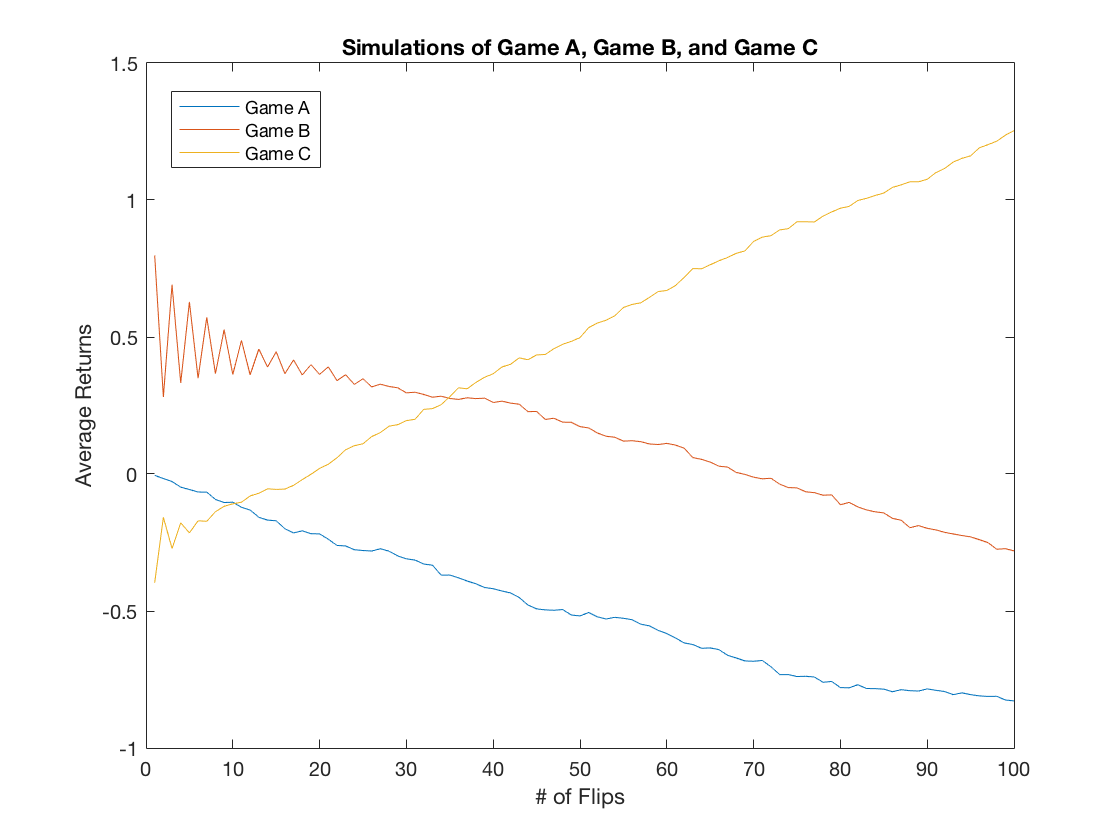 Simulations of Game A, Game B, and Game C
1.5
1
0.5
0
-0.5
-1
Average Returns
Game A
Game B
Game C
0 10 20 30 40 50 60 70 80 90 100
# of Flips